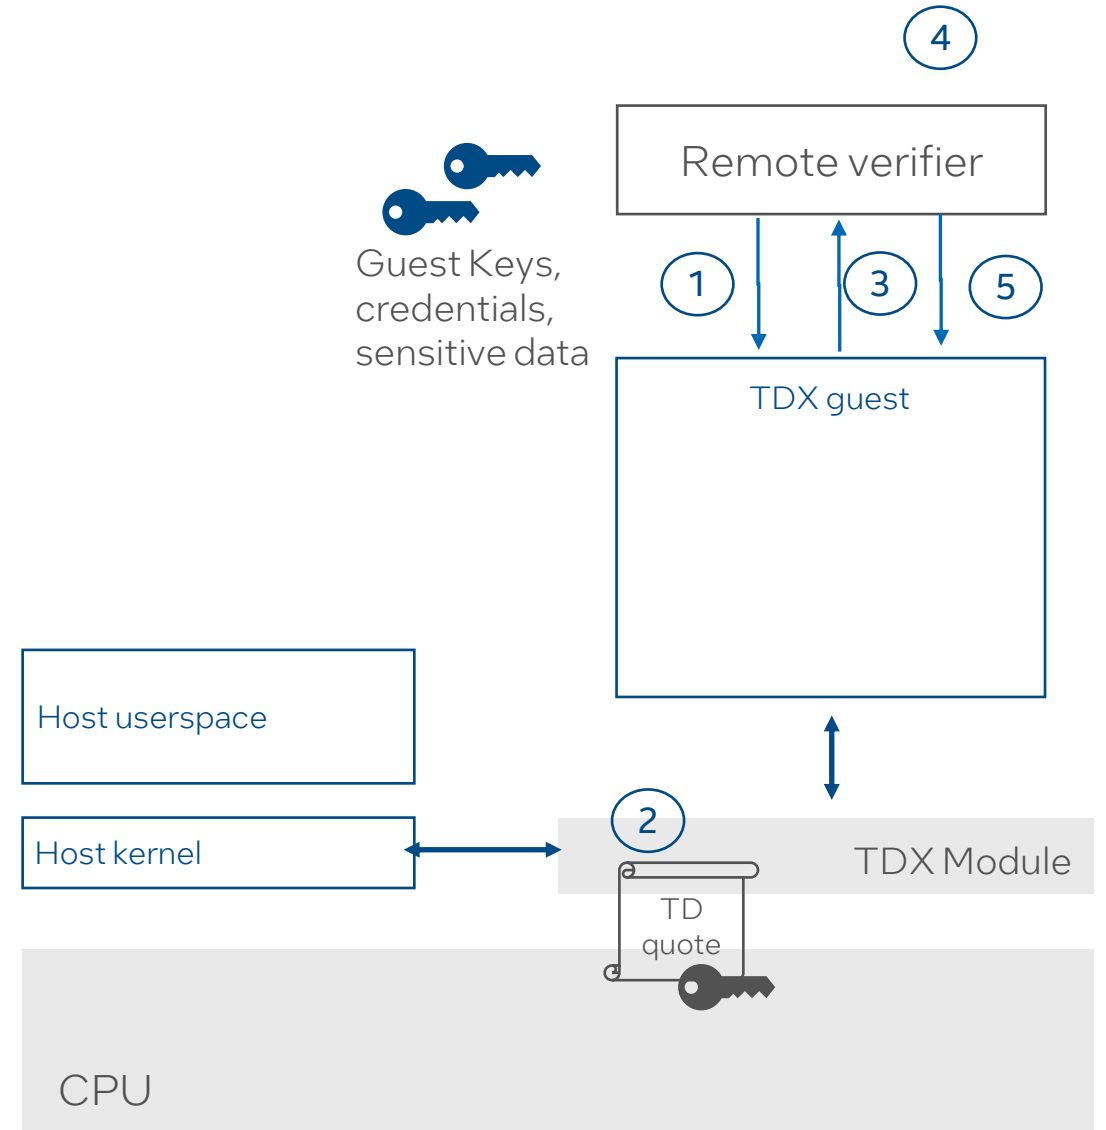 4
Remote verifier
Guest Keys,
credentials,
sensitive data
1
3
5
TDX guest
Host userspace
2
Host kernel
TDX Module
TD
quote
CPU